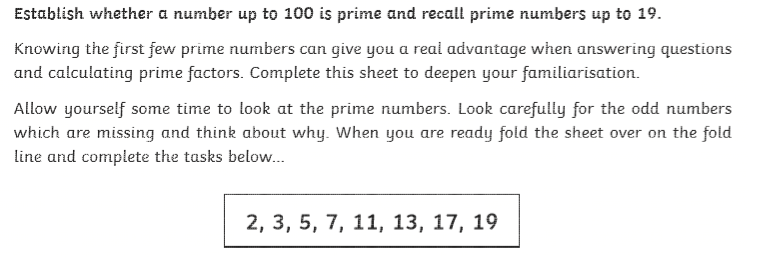 Establish whether a number up to 100 is prime and recall prime numbers up to 19.
Knowing the first few prime numbers can give you a real advantage when answering questions
and calculating prime factors. Complete this sheet to deepen your familiarisation.
Allow yourself some time to look at the prime numbers. Look carefully for the odd numbers
which are missing and think about why. When you are ready fold the sheet over on the fold
line and complete the tasks below...
2, 3, 5, 7, 11, 13, 17, 19